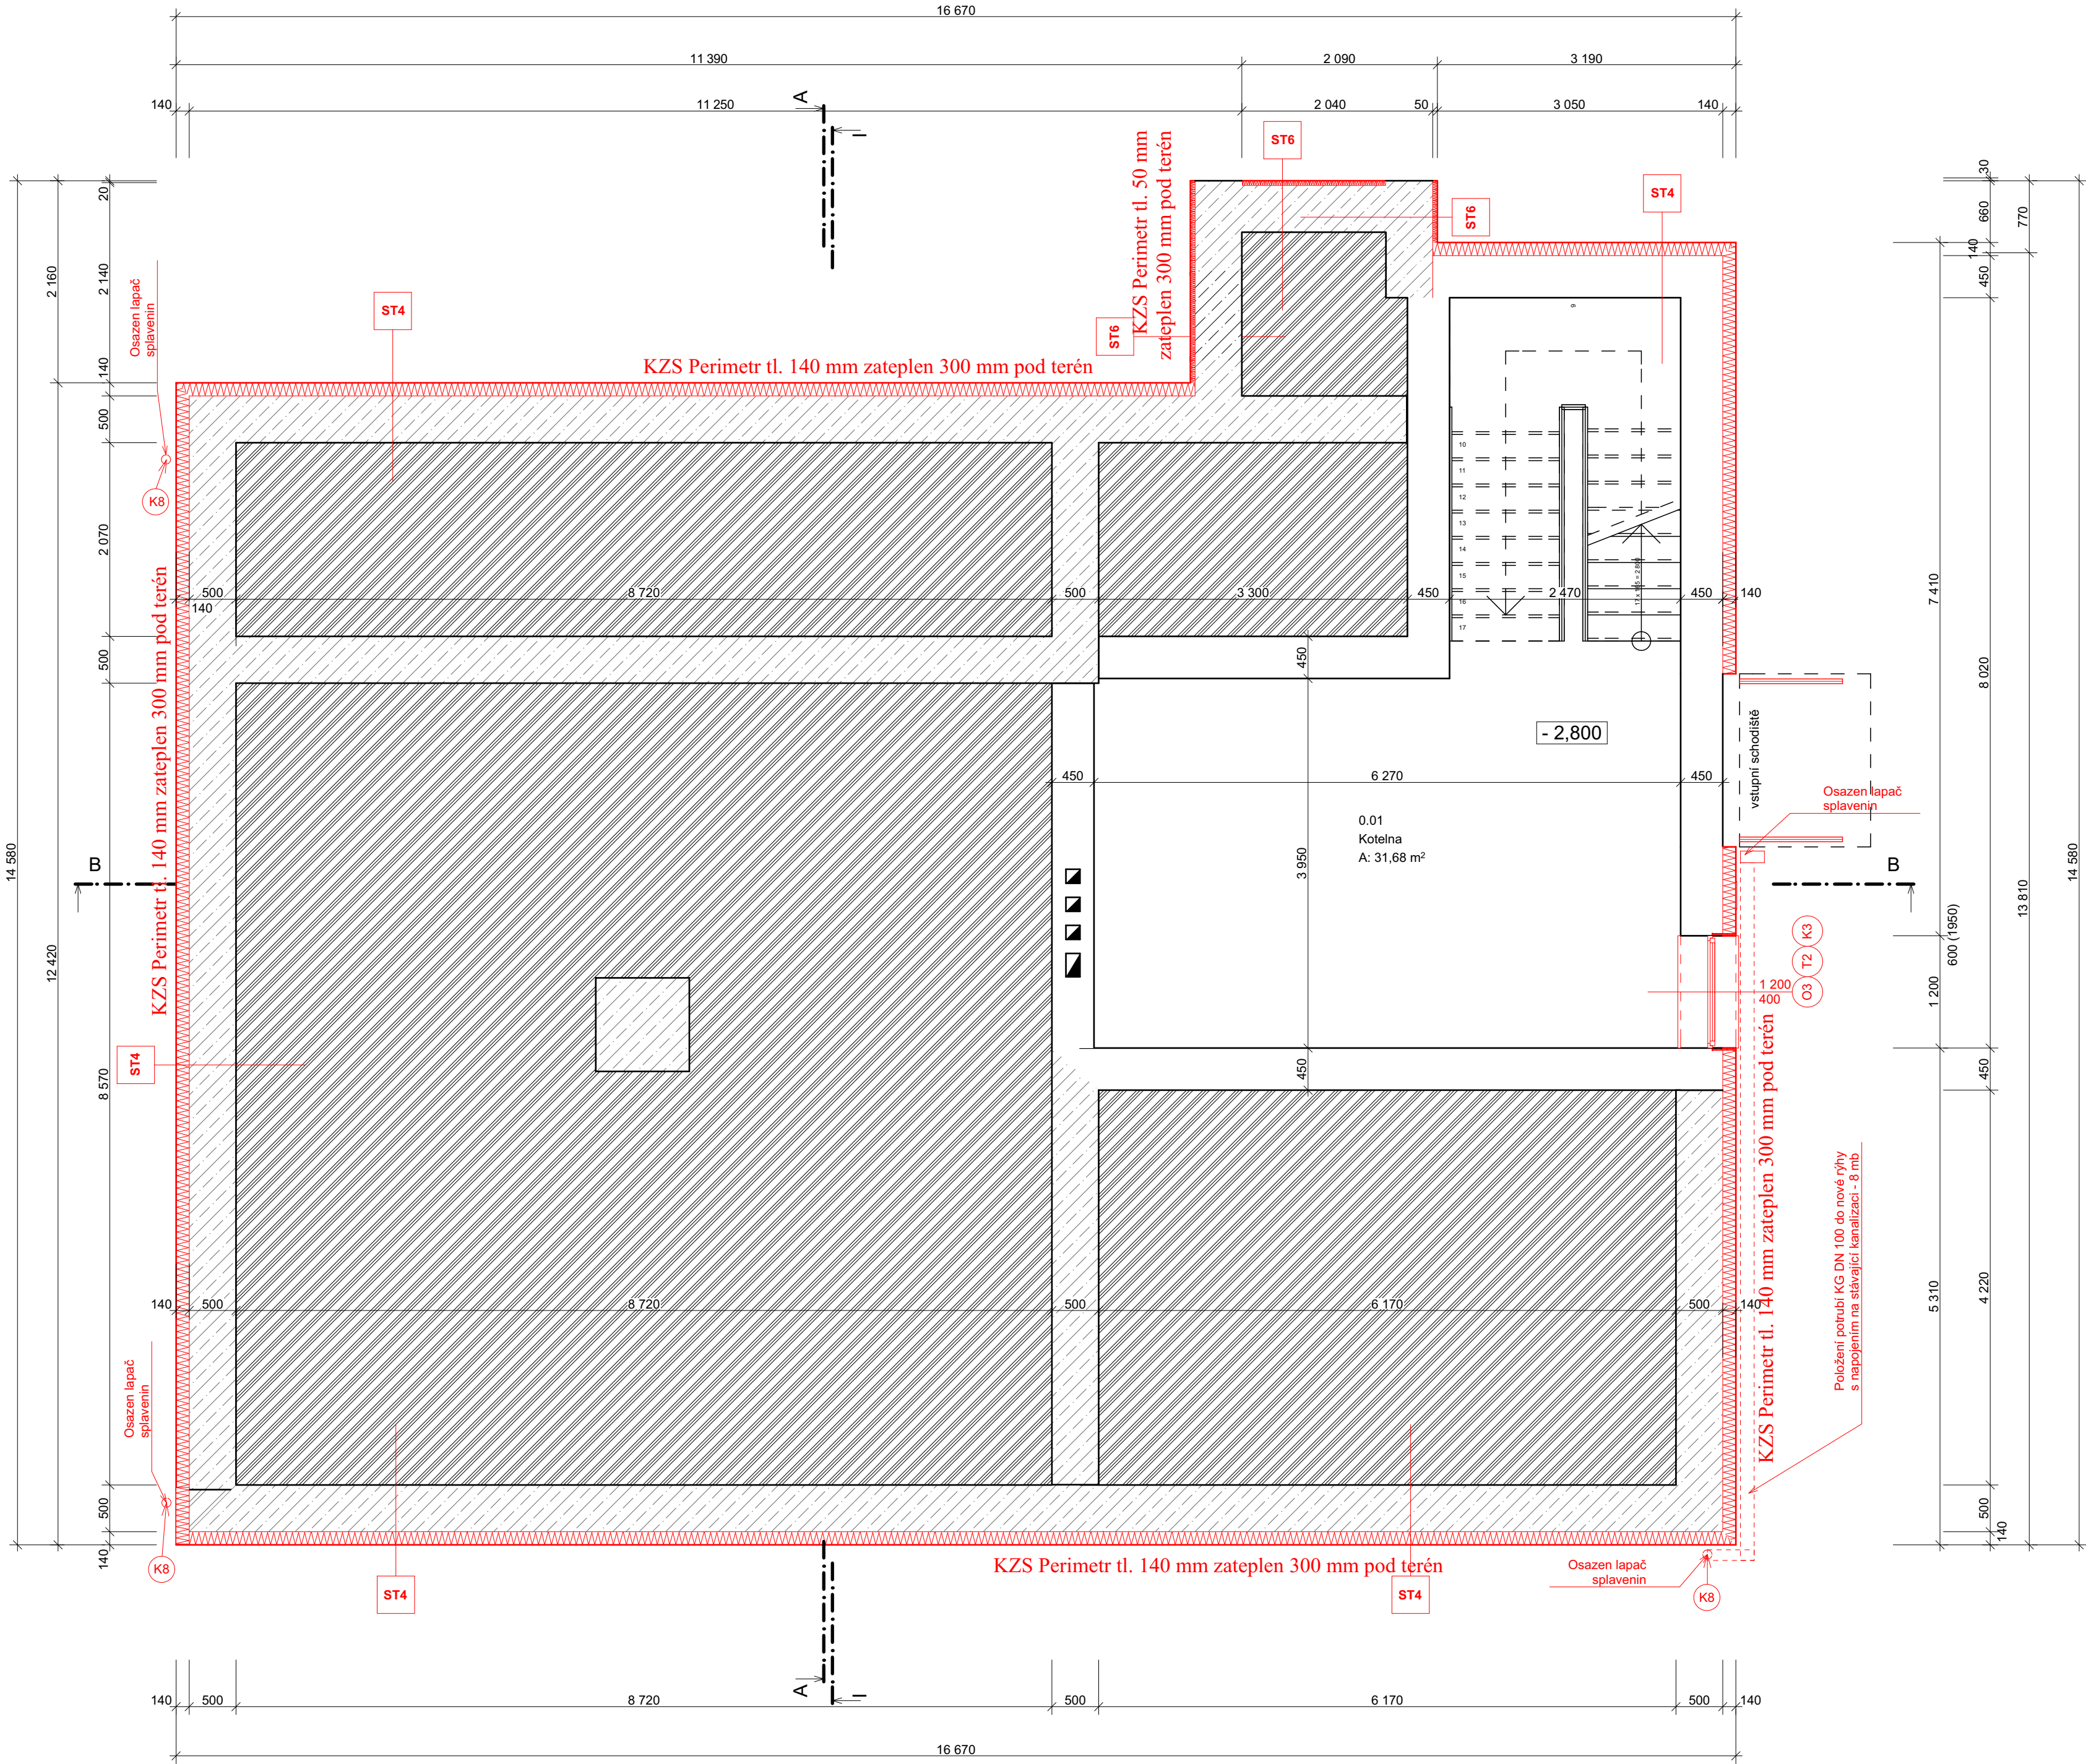 16 670
11 390
2 090
3 190
140
11 250
2 040
50
3 050
140
A
I
ST6
ST6
ST6
ST4
ST4
KZS Perimetr tl. 50 mm
zateplen 300 mm pod terén
KZS Perimetr tl. 140 mm zateplen 300 mm pod terén
Osazen lapač
splavenin
K8
20
2 140
2 160
140
500
2 070
500
14 580
12 420
8 570
500
140
30
660
770
140
450
7 410
8 020
13 810
14 580
600 (1950)
1 200
450
5 310
4 220
500
140
9
10
11
12
13
14
15
16
17
500
140
8 720
500
3 300
450
2 470
450
140
450
- 2,800
450
6 270
450
3 950
0.01
Kotelna
A: 31,68 m²
450
vstupní schodiště
Osazen lapač
splavenin
B
B
K3
T2
O3
1 200
400
KZS Perimetr tl. 140 mm zateplen 300 mm pod terén
ST4
KZS Perimetr tl. 140 mm zateplen 300 mm pod terén
Položení potrubí KG DN 100 do nové rýhy
s napojením na stávající kanalizaci - 8 mb
140
500
8 720
500
6 170
500
140
Osazen lapač
splavenin
K8
ST4
KZS Perimetr tl. 140 mm zateplen 300 mm pod terén
ST4
Osazen lapač
splavenin
K8
A
I
140
500
8 720
500
6 170
500
140
16 670